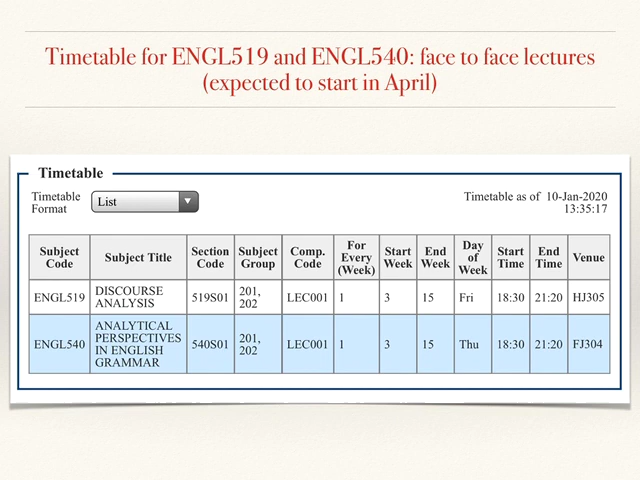 Timetable for ENGL519 and ENGL540: face to face lectures
(expected to start in April)
Timetable
Timetable Format
List
Timetable as of 10-Jan-2020
13:35:17
Subject Code Subject Title Section Code Subject Group Comp. Code For Every (Week) Start Week End Week Day of Week Start Time End Time Venue
ENGL519 DISCOURSE ANALYSIS 519S01 201, 202 LEC001 1 3 15 Fri 18:30 21:20 HJ305
ENGL540 ANALYTICAL PERSPECTIVES IN ENGLISH GRAMMAR 540S01 201, 202 LEC001 1 3 15 Thu 18:30 21:20 FJ304